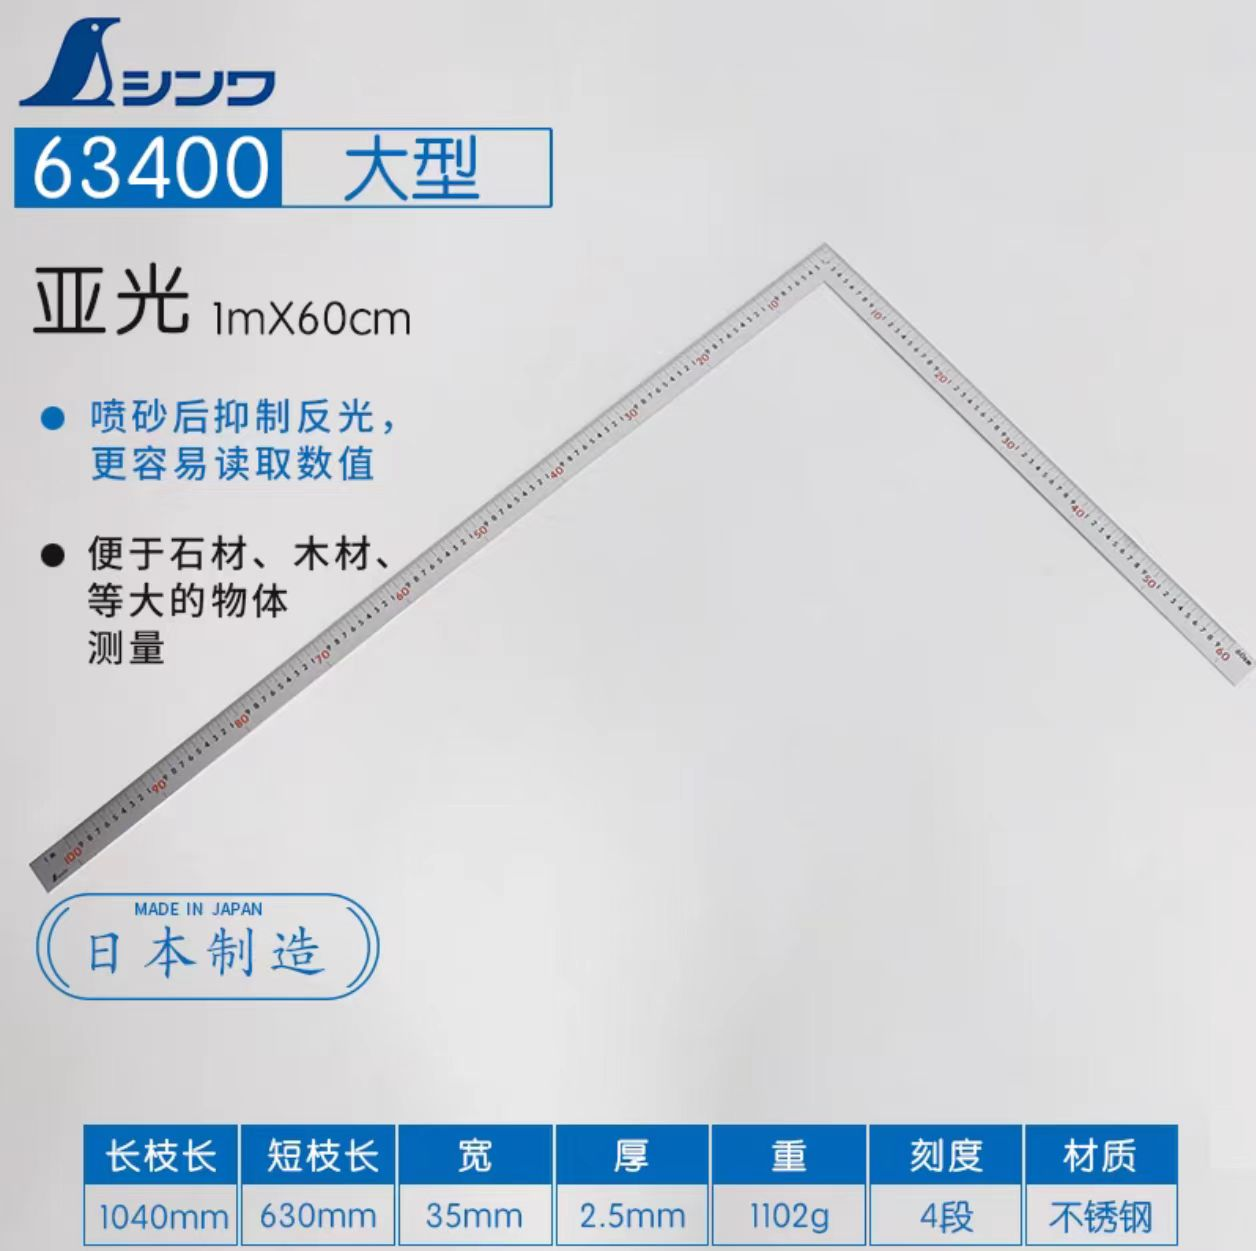 シンワ
63400 大型
亚光 1mX60cm
喷砂后抑制反光，
更容易读取数值
便于石材、木材、
等大的物体
测量
MADE IN JAPAN
日本制造
长枝长 短枝长 宽 厚 重 刻度 材质
1040mm 630mm 35mm 2.5mm 1102g 4段 不锈钢